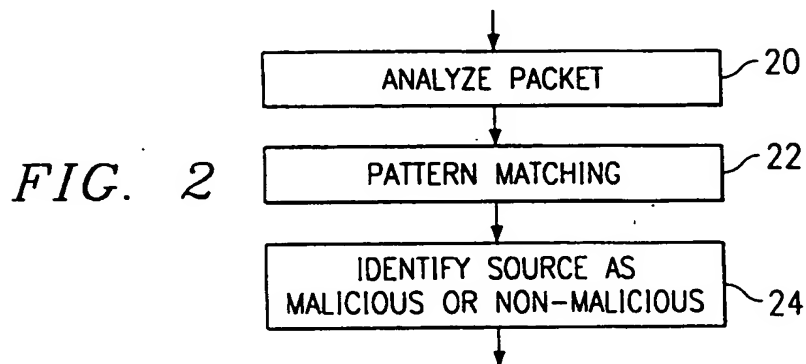 ANALYZE PACKET
20
FIG. 2
PATTERN MATCHING
22
IDENTIFY SOURCE AS
MALICIOUS OR NON-MALICIOUS
24